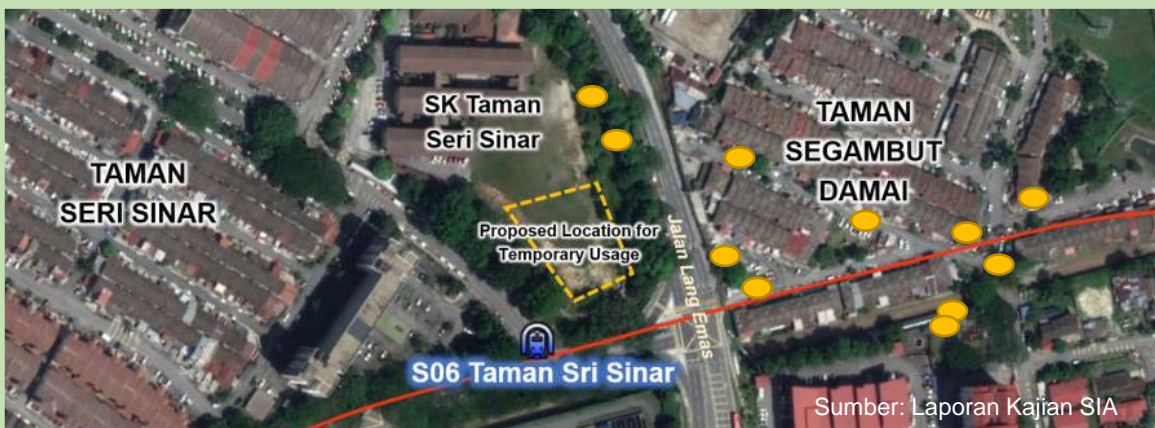 SK Taman
Seri Sinar
TAMAN
SEGAMBUT
DAMAI
TAMAN
SERI SINAR
Proposed Location for
Temporary Usage
Jalan Lang Emas
S06 Taman Sri Sinar
Sumber: Laporan Kajian SIA